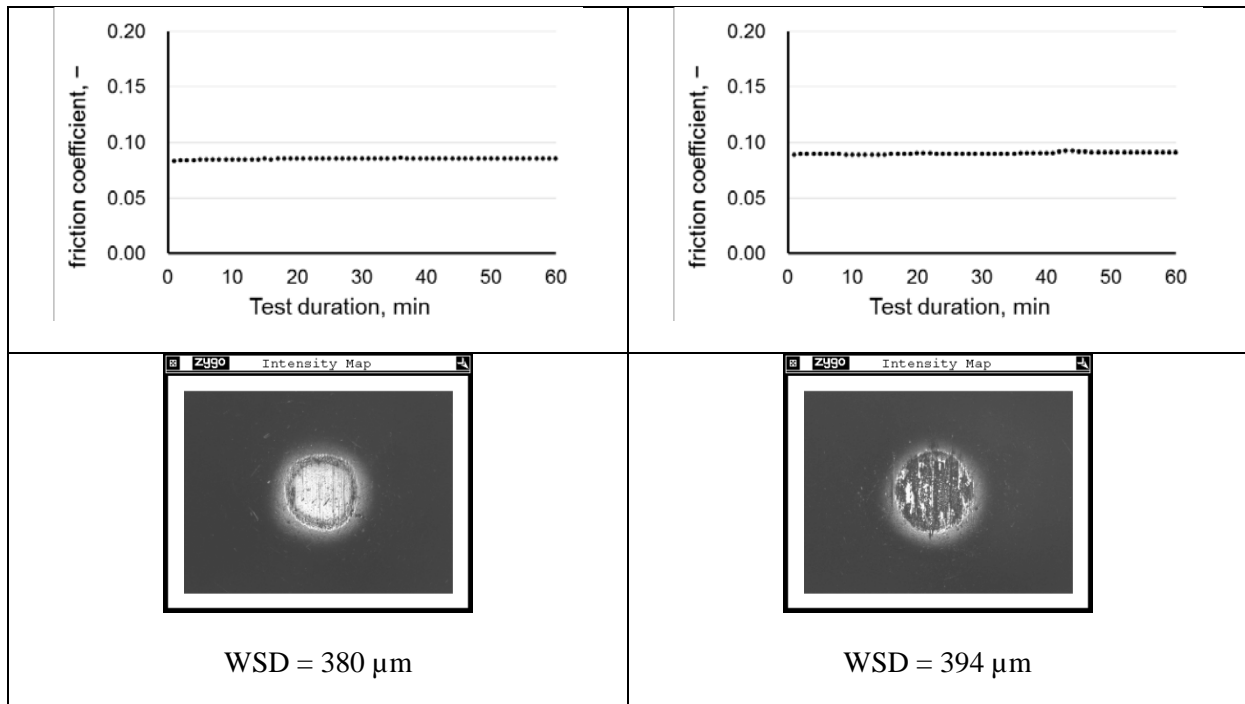 0.20
0.15
0.10
0.05
0.00
friction coefficient, –
0 10 20 30 40 50 60
Test duration, min
0.20
0.15
0.10
0.05
0.00
friction coefficient, –
0 10 20 30 40 50 60
Test duration, min
zygo Intensity Map
WSD = 380 µm
zygo Intensity Map
WSD = 394 µm